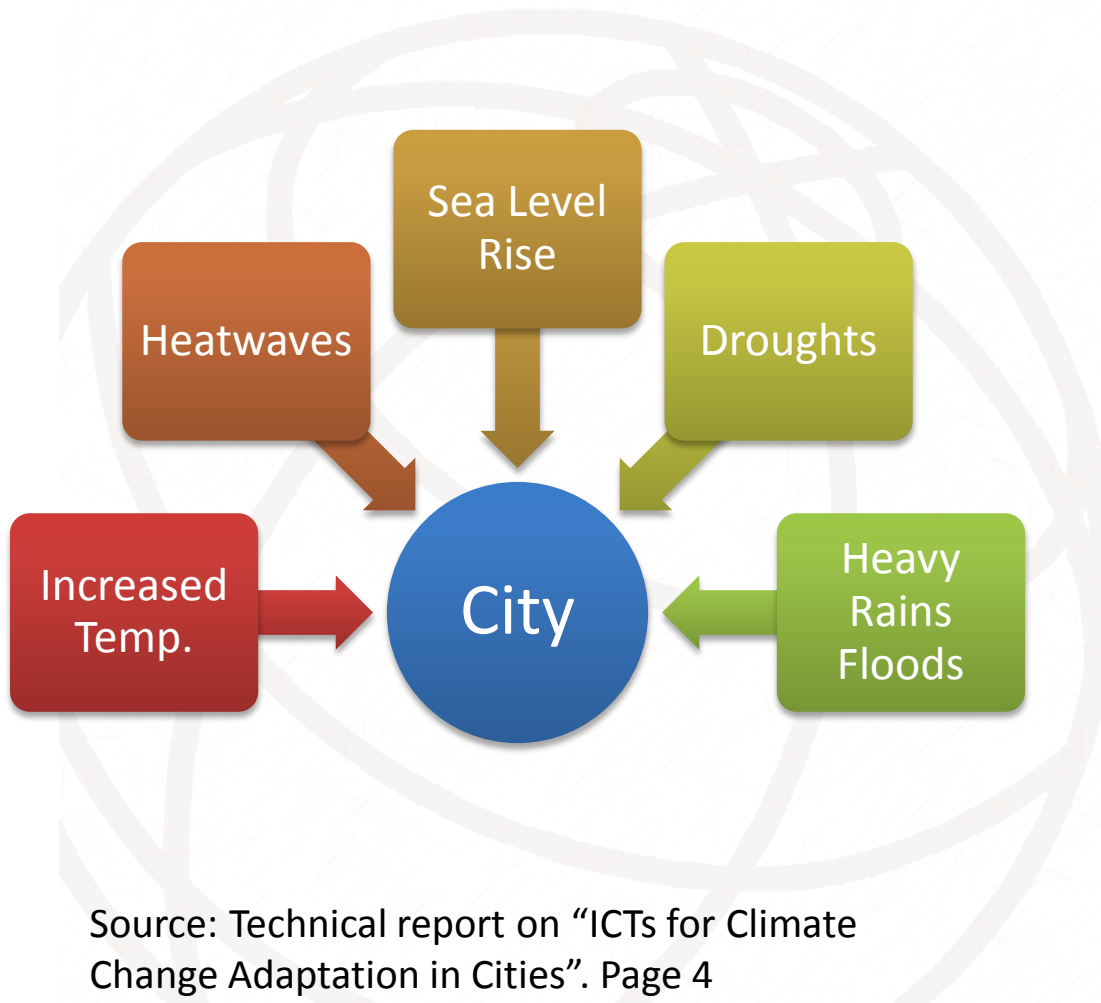 Sea Level
Rise
Heatwaves
Droughts
Increased
Temp.
City
Heavy
Rains
Floods
Source: Technical report on “ICTs for Climate
Change Adaptation in Cities”. Page 4